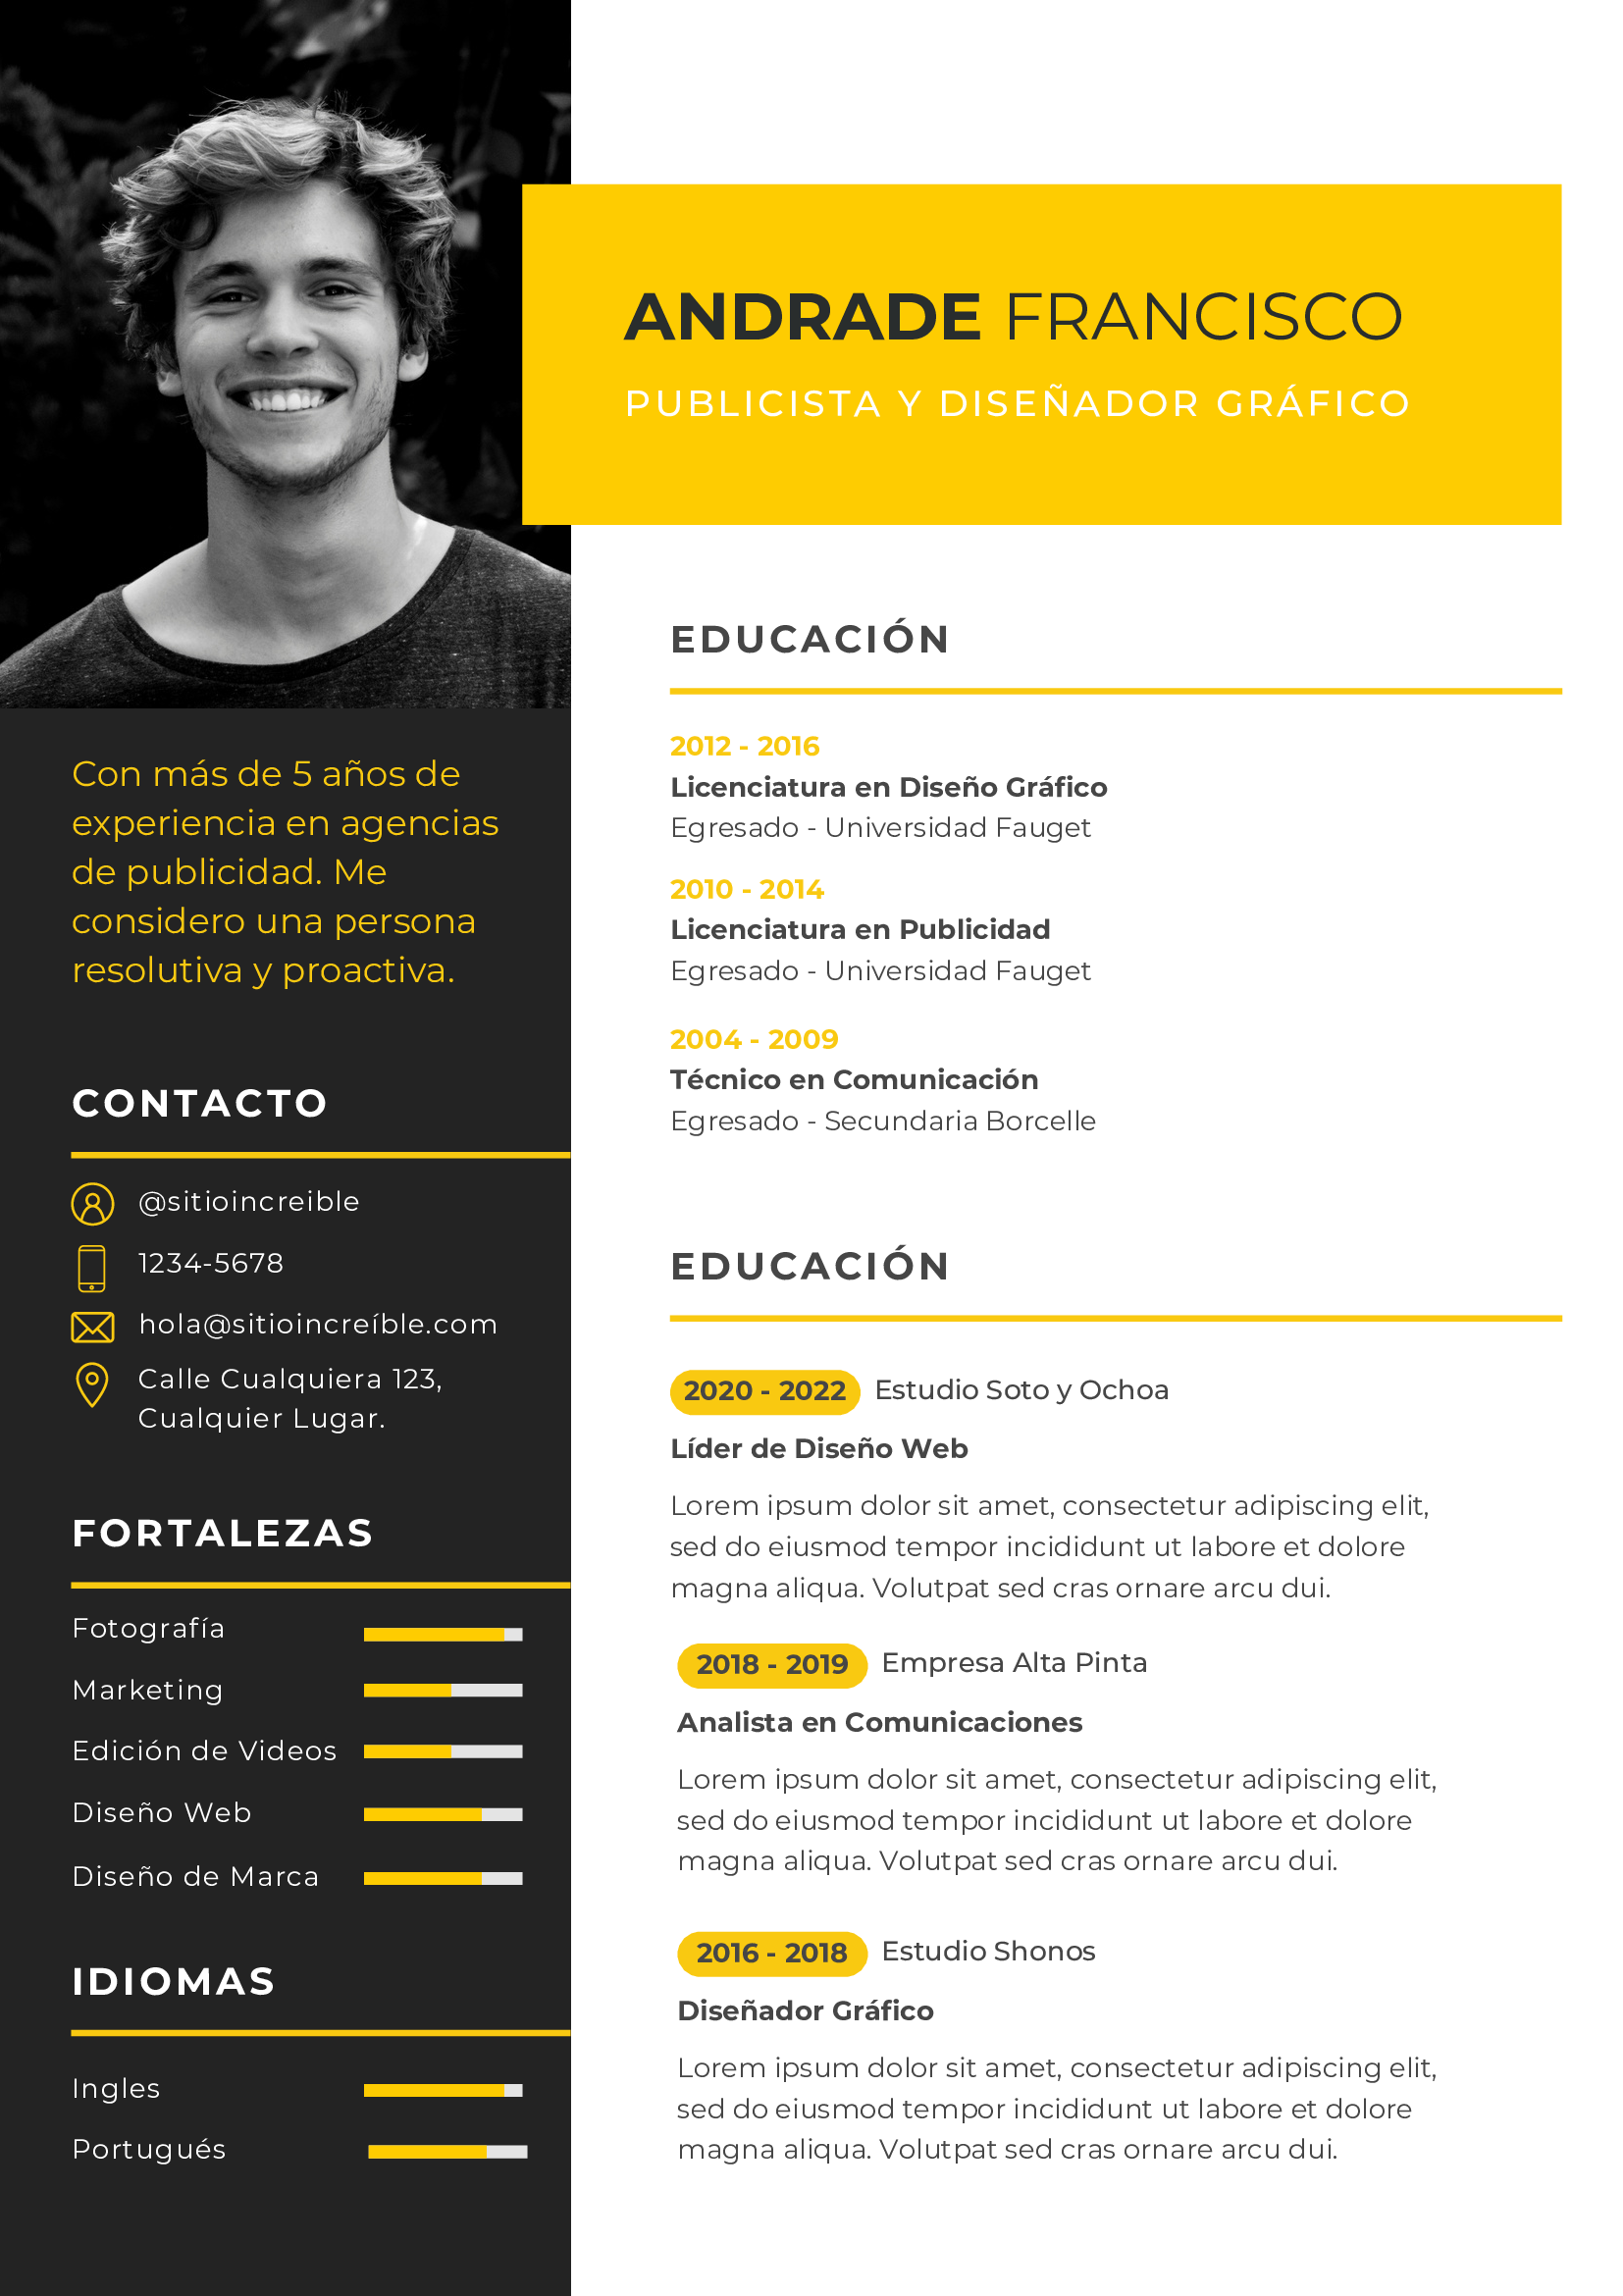 ANDRADE FRANCISCO
PUBLICISTA Y DISEÑADOR GRÁFICO
Con más de 5 años de
experiencia en agencias
de publicidad. Me
considero una persona
resolutiva y proactiva.
CONTACTO
@sitioincreible
1234-5678
hola@sitioincreíble.com
Calle Cualquiera 123,
Cualquier Lugar.
FORTALEZAS
Fotografía
Marketing
Edición de Videos
Diseño Web
Diseño de Marca
IDIOMAS
Ingles
Portugués
EDUCACIÓN
2012 - 2016
Licenciatura en Diseño Gráfico
Egresado - Universidad Fauget
2010 - 2014
Licenciatura en Publicidad
Egresado - Universidad Fauget
2004 - 2009
Técnico en Comunicación
Egresado - Secundaria Borcelle
EDUCACIÓN
2020 - 2022 Estudio Soto y Ochoa
Líder de Diseño Web
Lorem ipsum dolor sit amet, consectetur adipiscing elit,
sed do eiusmod tempor incididunt ut labore et dolore
magna aliqua. Volutpat sed cras ornare arcu dui.
2018 - 2019 Empresa Alta Pinta
Analista en Comunicaciones
Lorem ipsum dolor sit amet, consectetur adipiscing elit,
sed do eiusmod tempor incididunt ut labore et dolore
magna aliqua. Volutpat sed cras ornare arcu dui.
2016 - 2018 Estudio Shonos
Diseñador Gráfico
Lorem ipsum dolor sit amet, consectetur adipiscing elit,
sed do eiusmod tempor incididunt ut labore et dolore
magna aliqua. Volutpat sed cras ornare arcu dui.